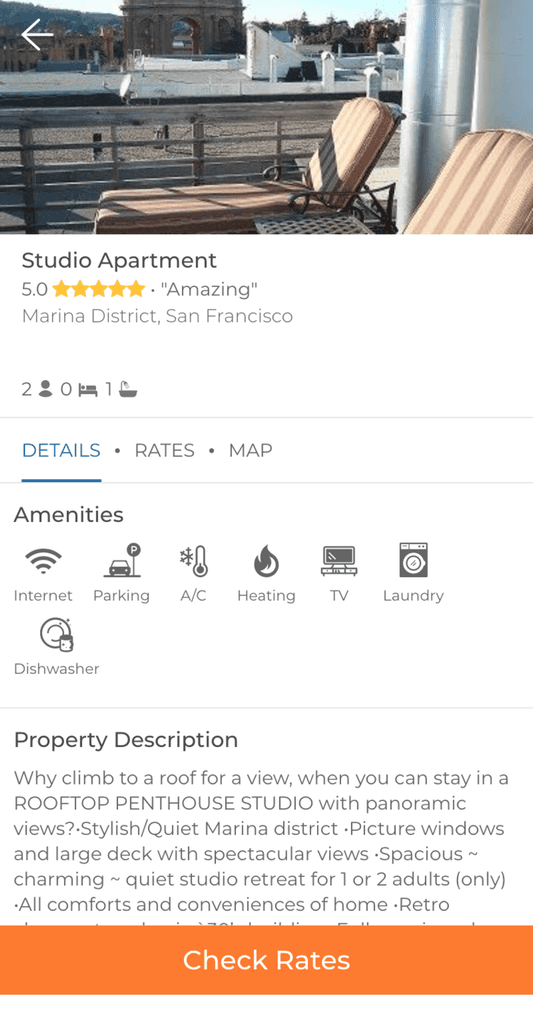 Studio Apartment
5.0 • "Amazing"
Marina District, San Francisco
2 0 1
DETAILS • RATES • MAP
Amenities
P
Internet Parking A/C Heating TV Laundry
Dishwasher
Property Description
Why climb to a roof for a view, when you can stay in a
ROOFTOP PENTHOUSE STUDIO with panoramic
views?•Stylish/Quiet Marina district •Picture windows
and large deck with spectacular views •Spacious ~
charming ~ quiet studio retreat for 1 or 2 adults (only)
•All comforts and conveniences of home •Retro
Check Rates